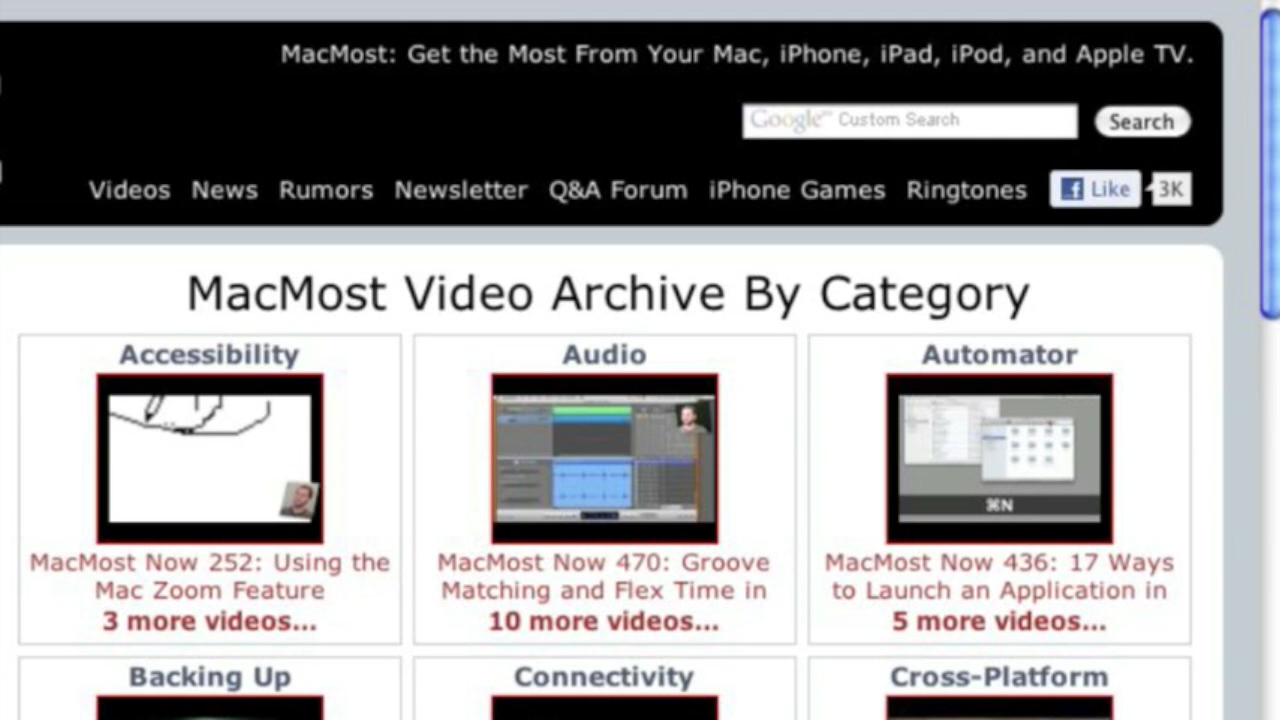 MacMost: Get the Most From Your Mac, iPhone, iPad, iPod, and Apple TV.
Google™ Custom Search
Search
Videos News Rumors Newsletter Q&A Forum iPhone Games Ringtones Like 3K
MacMost Video Archive By Category
Accessibility
MacMost Now 252: Using the
Mac Zoom Feature
3 more videos...
Audio
MacMost Now 470: Groove
Matching and Flex Time in
10 more videos...
Automator
⌘N
MacMost Now 436: 17 Ways
to Launch an Application in
5 more videos...
Backing Up
Connectivity
Cross-Platform